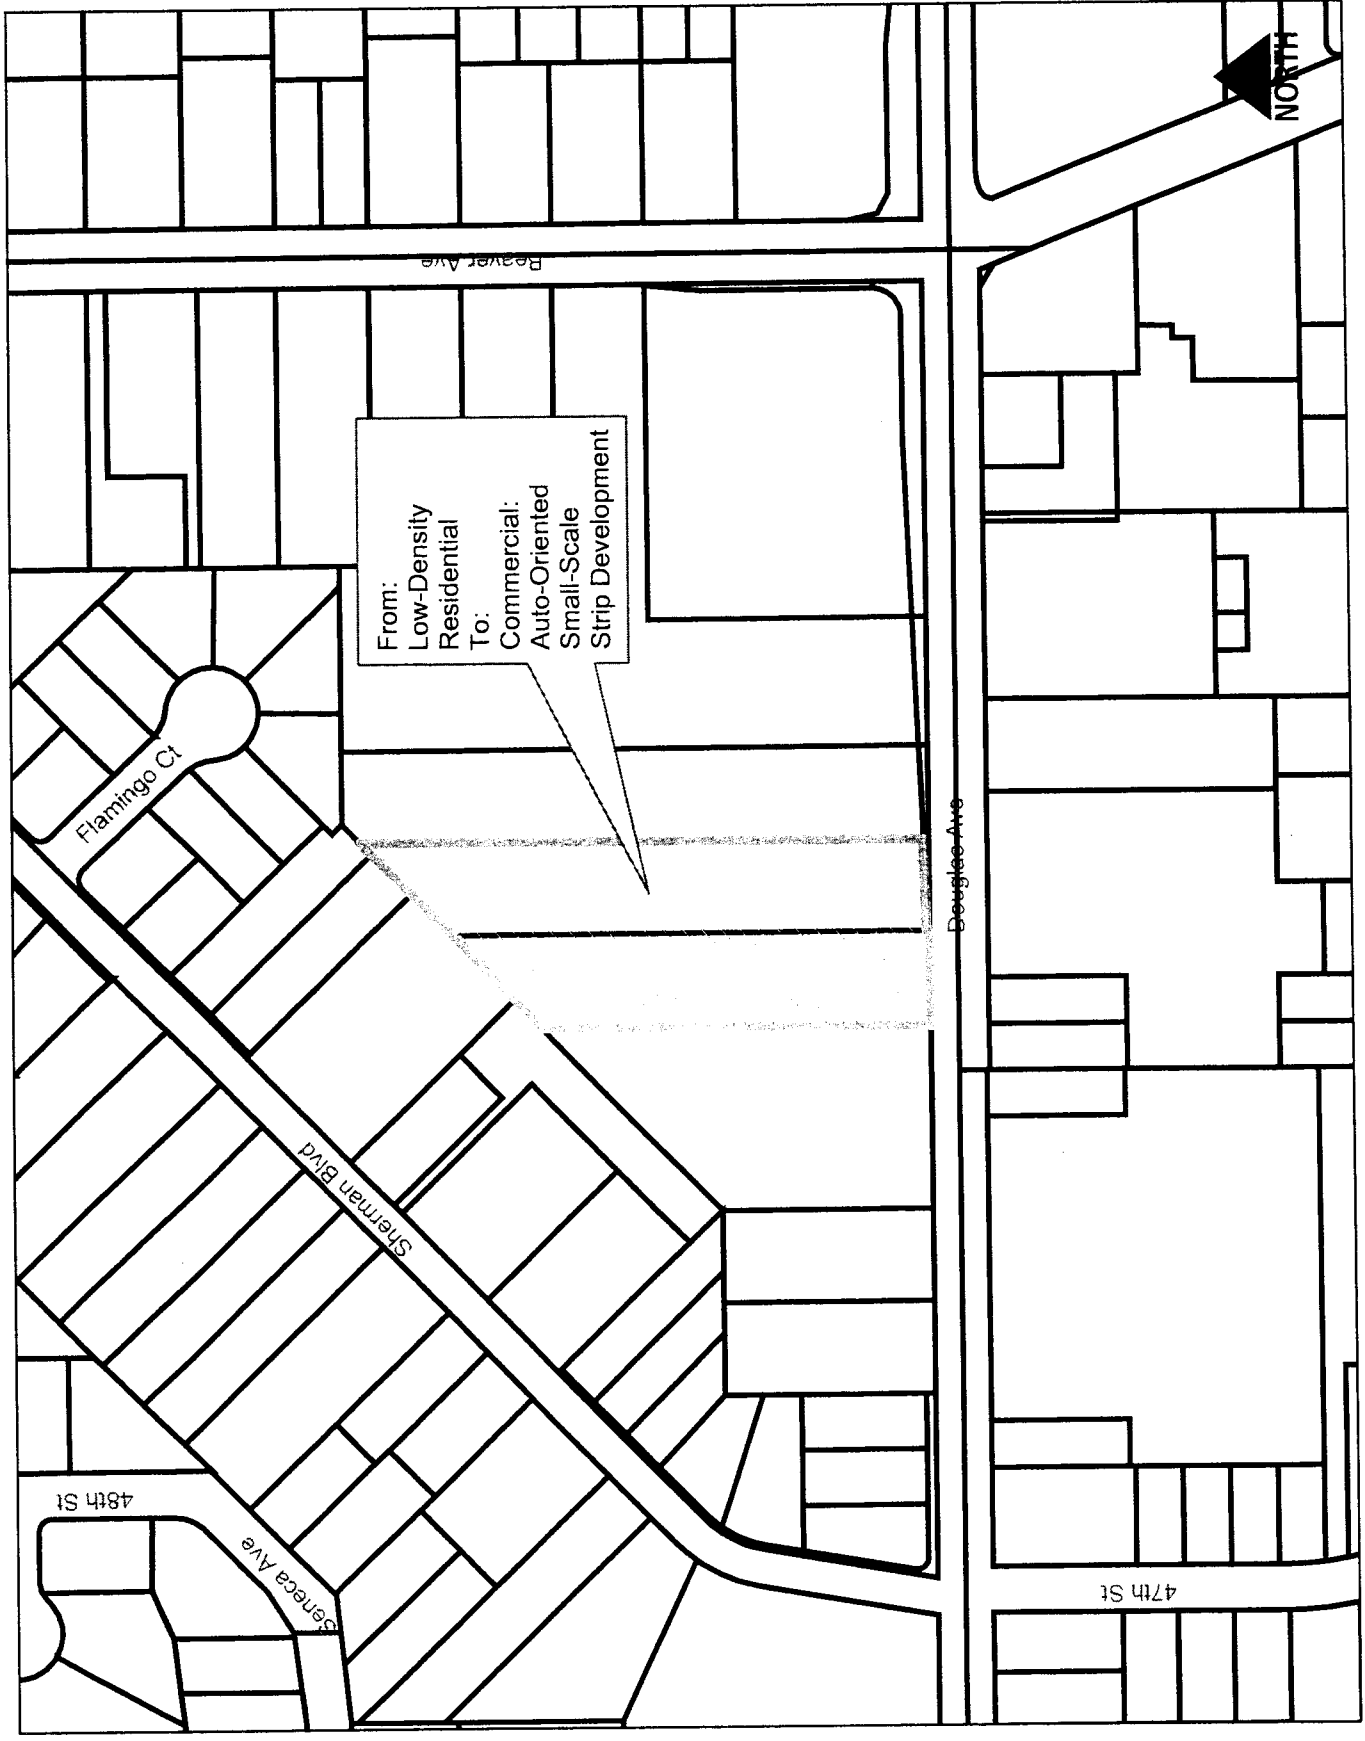 From:
Low-Density
Residential
To:
Commercial:
Auto-Oriented
Small-Scale
Strip Development
NORTH
Beaver Ave
Flamingo Ct
Douglas Ave
Sherman Blvd
48th St
Seneca Ave
47th St